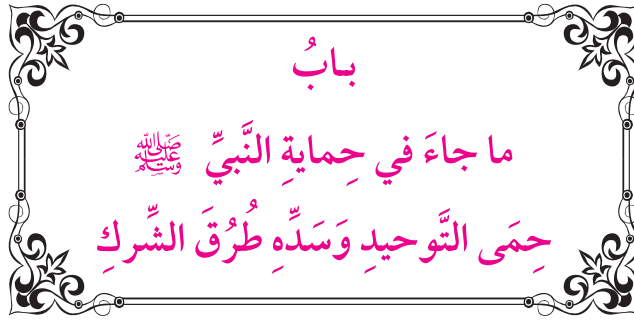 بابُ
ما جاءَ في حِمايةِ النَّبيِّ ﷺ
حِمَى التَّوحيدِ وَسَدِّهِ طُرُقَ الشِّركِ